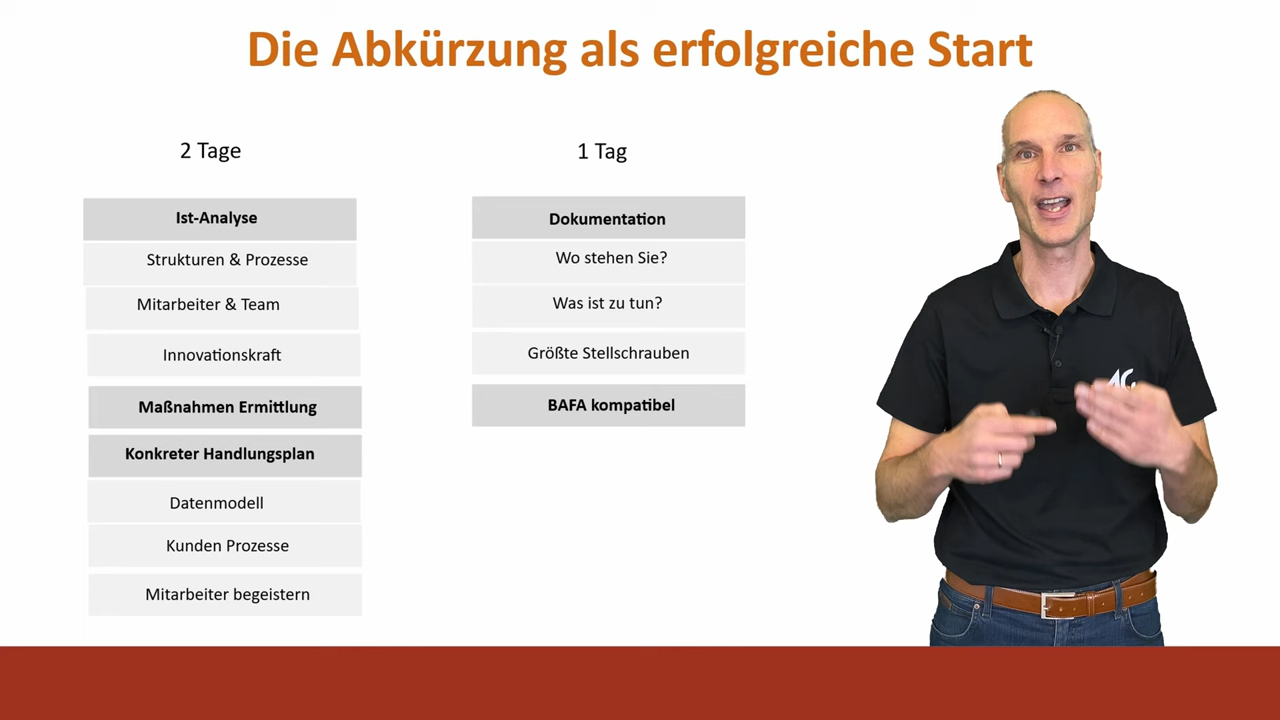 Die Abkürzung als erfolgreiche Start
2 Tage
Ist-Analyse
Strukturen & Prozesse
Mitarbeiter & Team
Innovationskraft
Maßnahmen Ermittlung
Konkreter Handlungsplan
Datenmodell
Kunden Prozesse
Mitarbeiter begeistern
1 Tag
Dokumentation
Wo stehen Sie?
Was ist zu tun?
Größte Stellschrauben
BAFA kompatibel